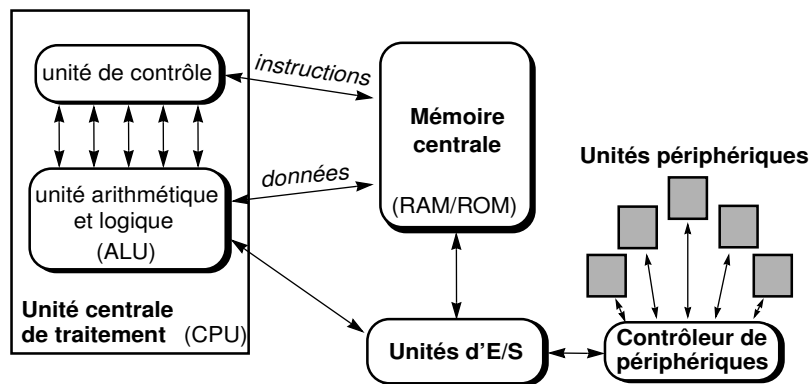 unité de contrôle
instructions
Mémoire
centrale
(RAM/ROM)
unité arithmétique
et logique
(ALU)
données
Unité centrale
de traitement (CPU)
Unités périphériques
Unités d'E/S
Contrôleur de
périphériques